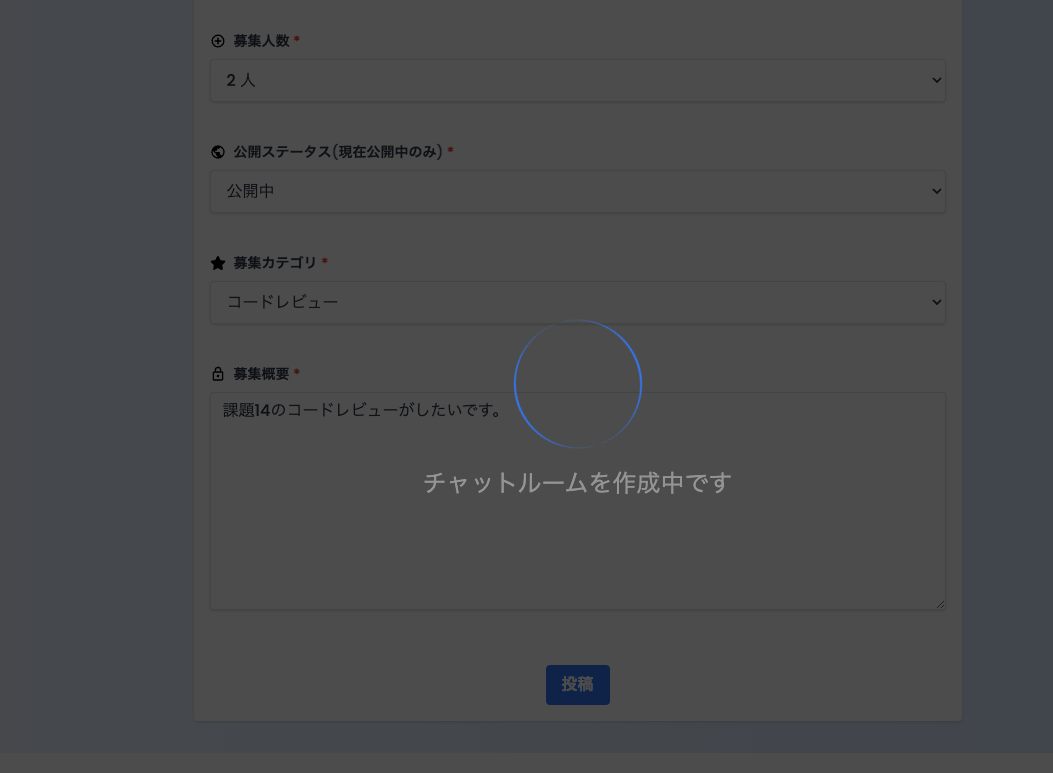 募集人数 *
2 人
公開ステータス(現在公開中のみ) *
公開中
募集カテゴリ *
コードレビュー
募集概要 *
課題14のコードレビューがしたいです。
チャットルームを作成中です
投稿